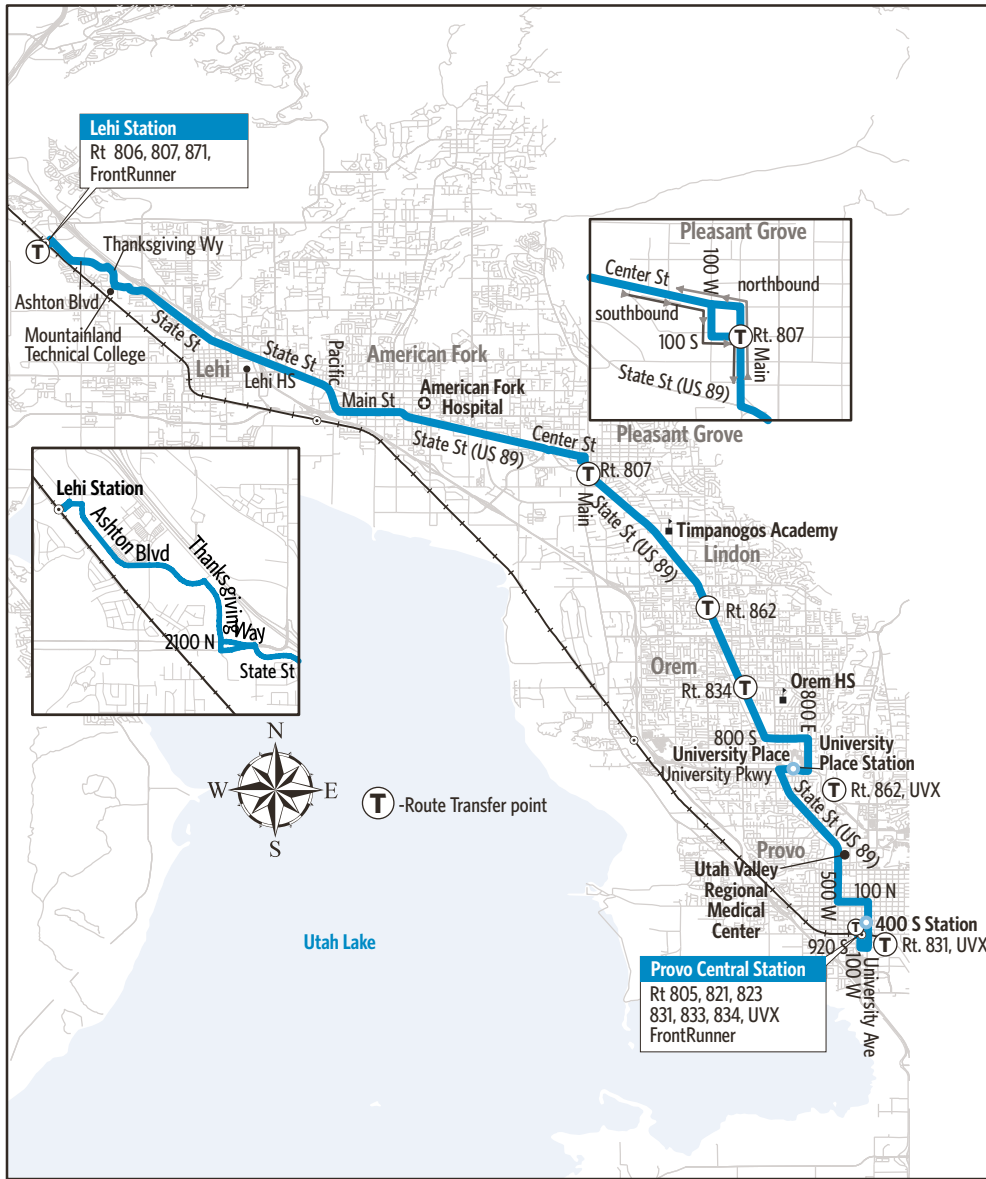 Lehi Station
Rt 806, 807, 871,
FrontRunner
T
Thanksgiving Wy
Ashton Blvd
Mountainland
Technical College
State St
State St
Lehi
Lehi HS
Pacific
American Fork
Main St
American Fork
Hospital
State St (US 89)
Center St
Pleasant Grove
T Rt. 807
Main
State St (US 89)
Timpanogos Academy
Lindon
T Rt. 862
Orem
Rt. 834 T
Orem HS
800 E
800 S
University Place
University Pkwy
University
Place Station
T Rt. 862, UVX
State St (US 89)
Provo
Utah Valley
Regional
Medical
Center
500 W
100 N
400 S Station
T
T Rt. 831, UVX
920 S
100 W
University Ave
Provo Central Station
Rt 805, 821, 823
831, 833, 834, UVX
FrontRunner
Pleasant Grove
Center St
100 W
northbound
southbound
100 S
T Rt. 807
Main
State St (US 89)
Lehi Station
Ashton Blvd
Thanksgiving
Way
2100 N
State St
N
W
E
S
T -Route Transfer point
Utah Lake